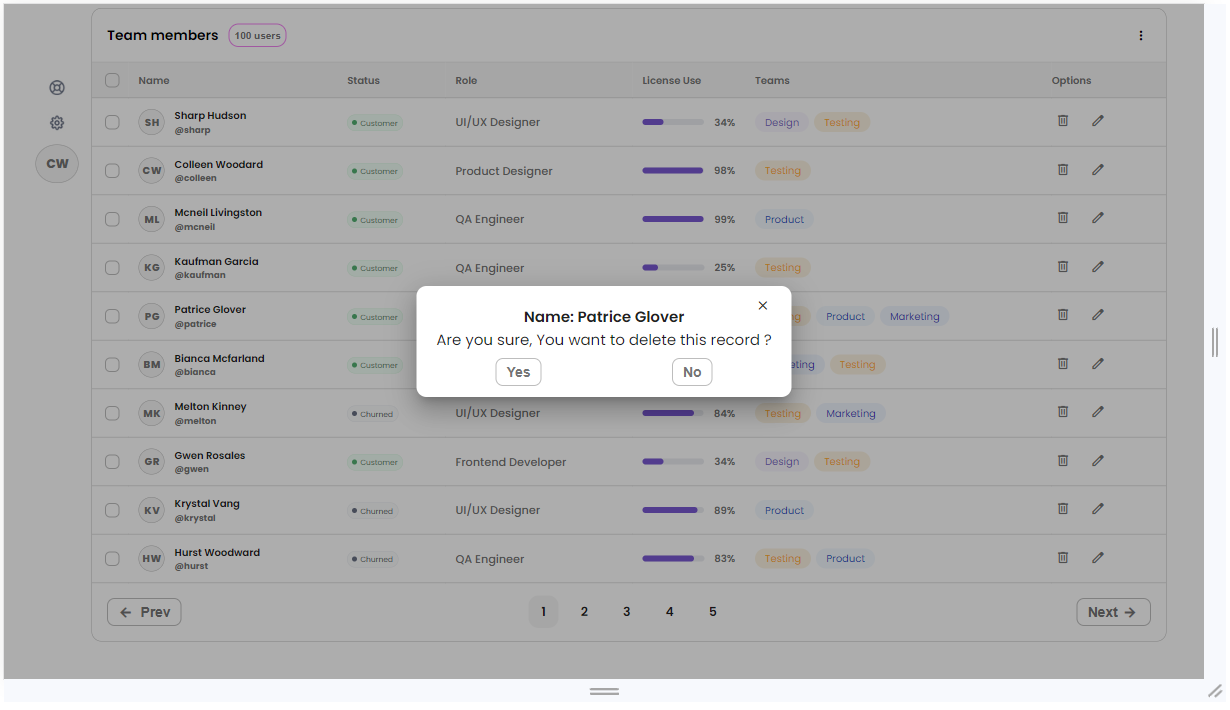 Team members 100 users
Name Status Role License Use Teams Options
CW
SH Sharp Hudson @sharp Customer UI/UX Designer 34% Design Testing
CW Colleen Woodard @colleen Customer Product Designer 98% Testing
ML Mcneil Livingston @mcneil Customer QA Engineer 99% Product
KG Kaufman Garcia @kaufman Customer QA Engineer 25% Testing
PG Patrice Glover @patrice Customer Product Marketing
Name: Patrice Glover
Are you sure, You want to delete this record ?
Yes No
BM Bianca Mcfarland @bianca Customer Testing
MK Melton Kinney @melton Churned UI/UX Designer 84% Testing Marketing
GR Gwen Rosales @gwen Customer Frontend Developer 34% Design Testing
KV Krystal Vang @krystal Churned UI/UX Designer 89% Product
HW Hurst Woodward @hurst Churned QA Engineer 83% Testing Product
← Prev 1 2 3 4 5 Next →